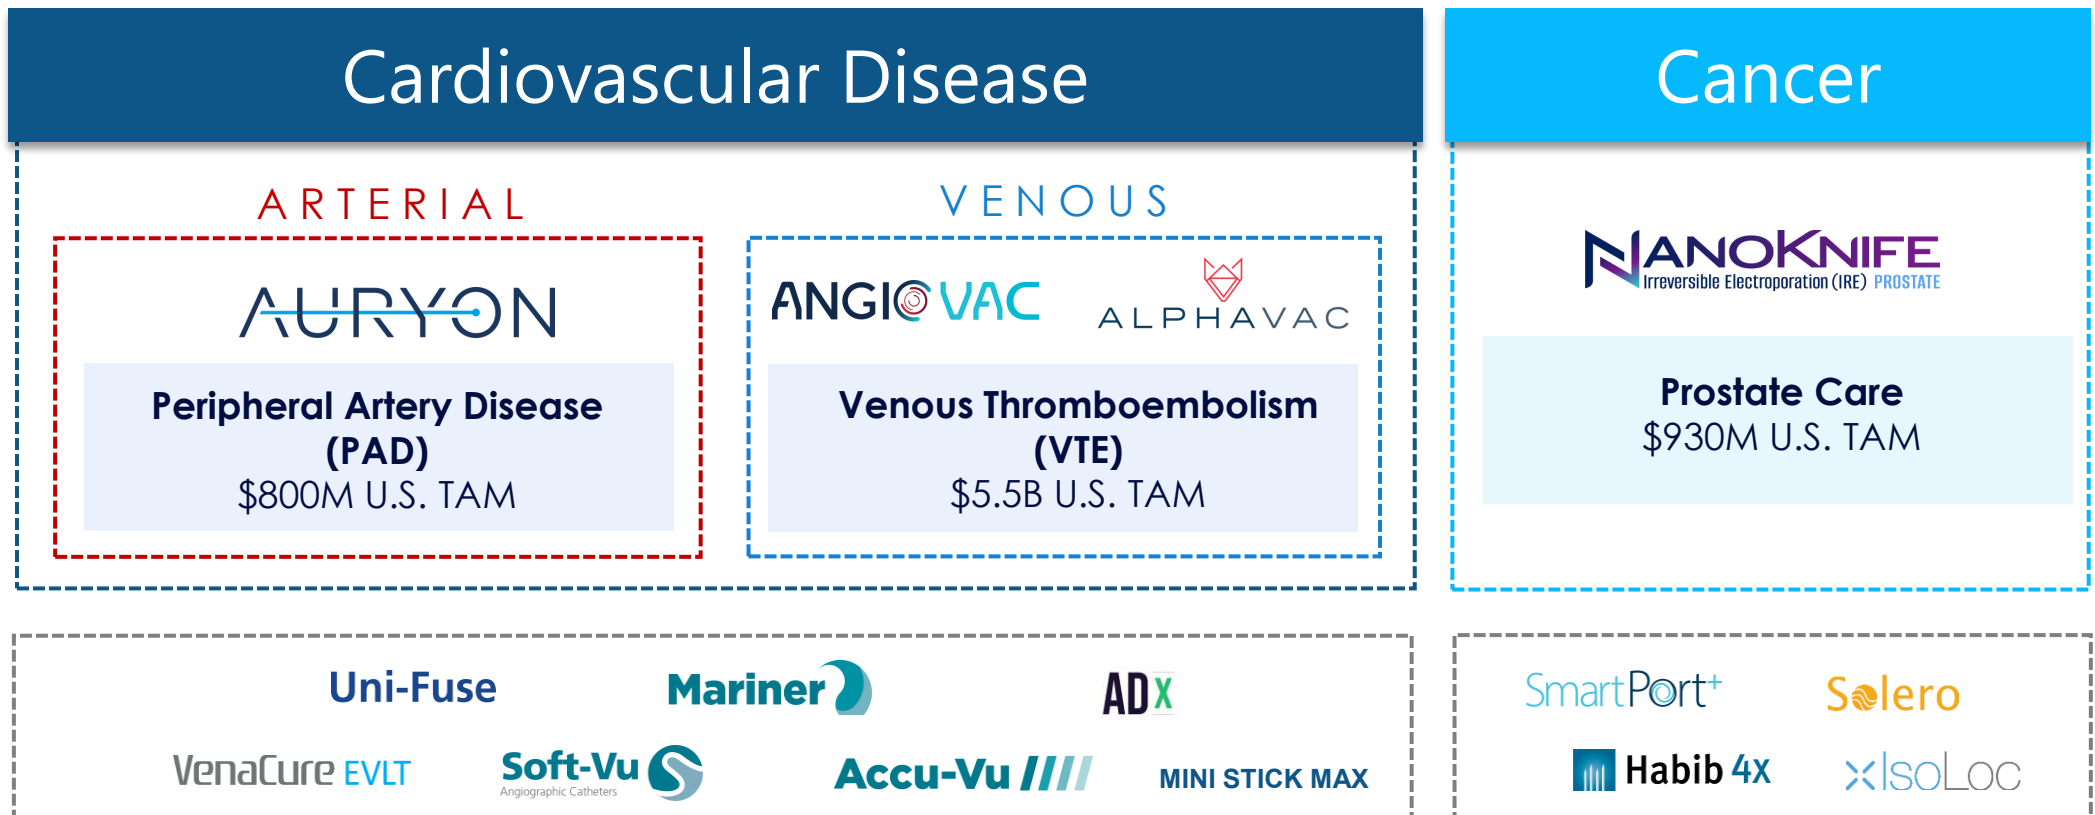 Cardiovascular Disease
ARTERIAL
AURYON
Peripheral Artery Disease
(PAD)
$800M U.S. TAM
VENOUS
ANGIOVAC
ALPHAVAC
Venous Thromboembolism
(VTE)
$5.5B U.S. TAM
Cancer
NANOKNIFE
Irreversible Electroporation (IRE) PROSTATE
Prostate Care
$930M U.S. TAM
Uni-Fuse
Mariner
ADX
VenaCure EVLT
Soft-Vu
Angiographic Catheters
Accu-Vu
MINI STICK MAX
SmartPort+
Solero
Habib 4x
IsoLoc